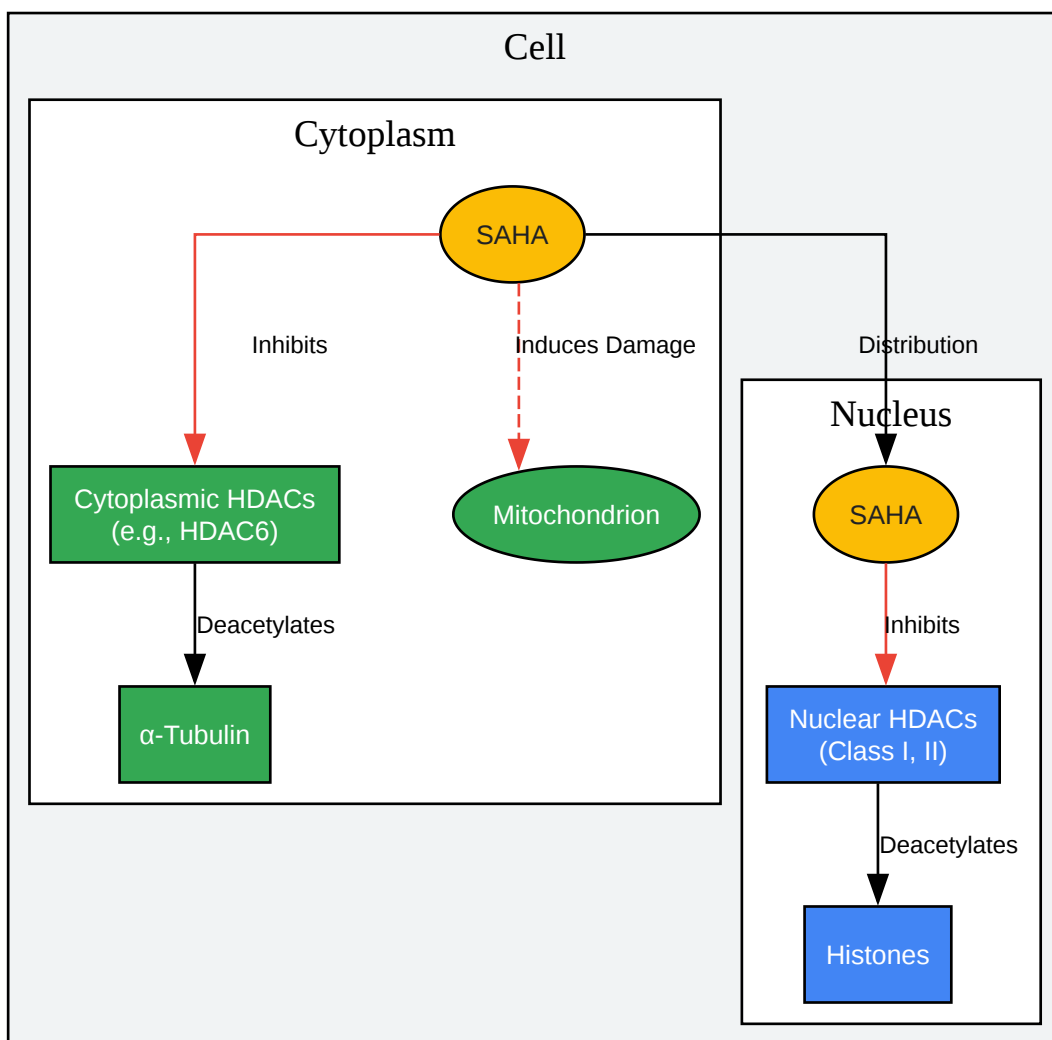 Cell
Cytoplasm
SAHA
Inhibits
Induces Damage
Distribution
Nucleus
Cytoplasmic HDACs
(e.g., HDAC6)
Mitochondrion
SAHA
Deacetylates
Inhibits
α-Tubulin
Nuclear HDACs
(Class I, II)
Deacetylates
Histones